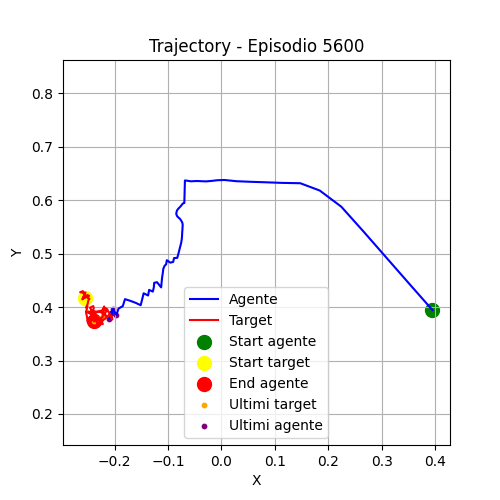 Trajectory - Episodio 5600
Y
0.8
0.7
0.6
0.5
0.4
0.3
0.2
Agente
Target
Start agente
Start target
End agente
Ultimi target
Ultimi agente
−0.2
−0.1
0.0
0.1
0.2
0.3
0.4
X